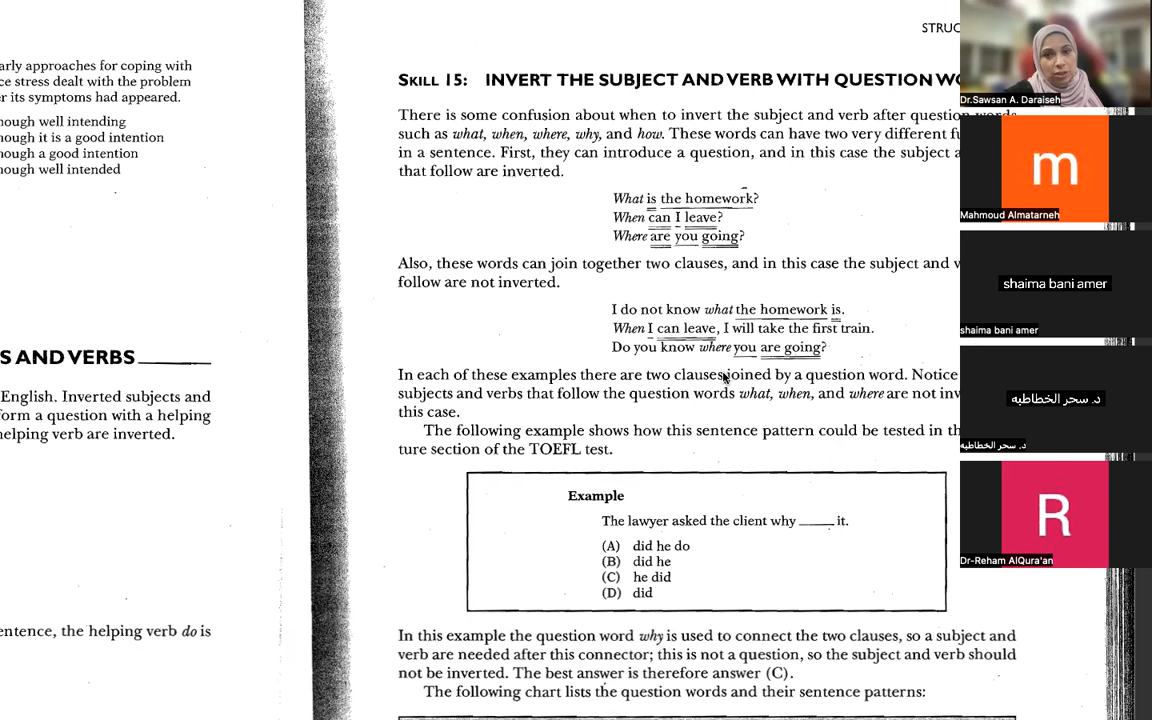 early approaches for coping with
ce stress dealt with the problem
er its symptoms had appeared.
hough well intending
hough it is a good intention
hough a good intention
hough well intended
S AND VERBS
English. Inverted subjects and
form a question with a helping
helping verb are inverted.
entence, the helping verb do is
STRUC
SKILL 15: INVERT THE SUBJECT AND VERB WITH QUESTION WO
There is some confusion about when to invert the subject and verb after question words
such as what, when, where, why, and how. These words can have two very different fu
in a sentence. First, they can introduce a question, and in this case the subject a
that follow are inverted.
What is the homework?
When can I leave?
Where are you going?
Also, these words can join together two clauses, and in this case the subject and v
follow are not inverted.
I do not know what the homework is.
When I can leave, I will take the first train.
Do you know where you are going?
In each of these examples there are two clauses joined by a question word. Notice
subjects and verbs that follow the question words what, when, and where are not inv
this case.
The following example shows how this sentence pattern could be tested in th
ture section of the TOEFL test.
Example
The lawyer asked the client why _____ it.
(A) did he do
(B) did he
(C) he did
(D) did
In this example the question word why is used to connect the two clauses, so a subject and
verb are needed after this connector; this is not a question, so the subject and verb should
not be inverted. The best answer is therefore answer (C).
The following chart lists the question words and their sentence patterns:
Dr.Sawsan A. Daraiseh
m
Mahmoud Almatarneh
shaima bani amer
shaima bani amer
د. سحر الخطاطبه
د. سحر الخطاطبه
R
Dr-Reham AlQura'an